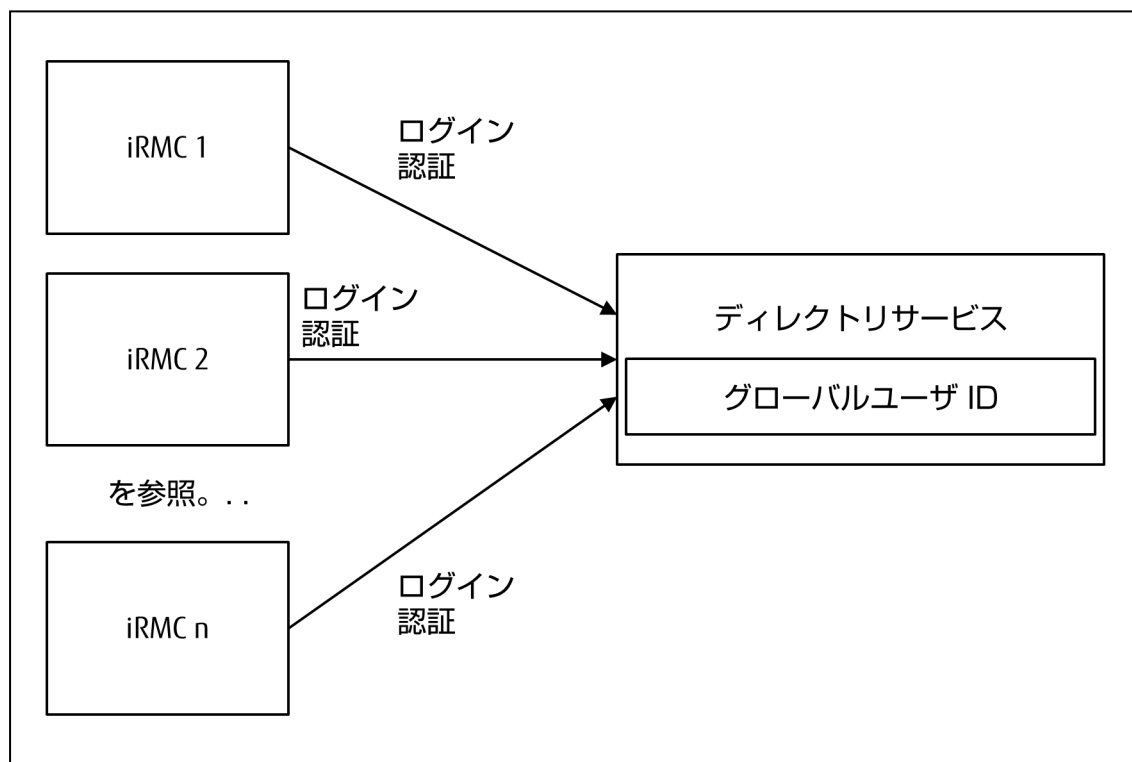 iRMC 1
ログイン
認証
iRMC 2
ログイン
認証
ディレクトリサービス
グローバルユーザ ID
を参照。. .
iRMC n
ログイン
認証